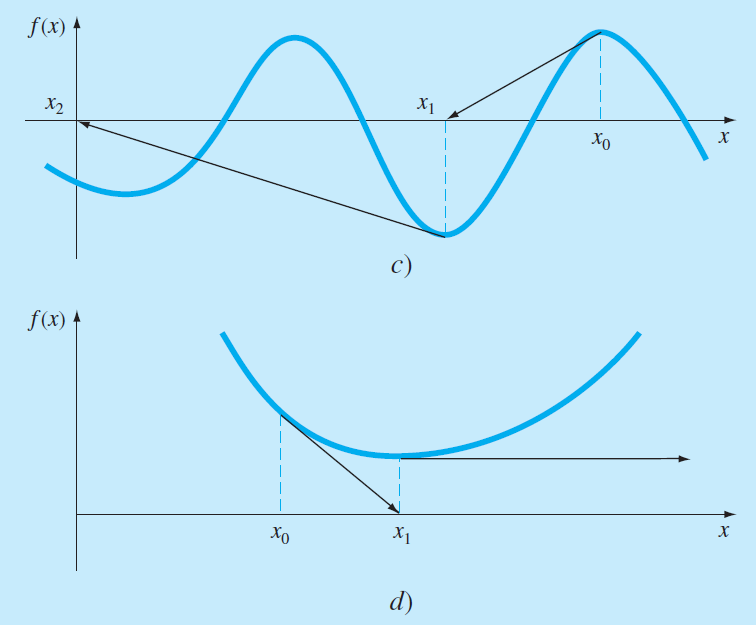 f(x)
x₂
x₁
x₀
x
c)
f(x)
x₀
x₁
x
d)